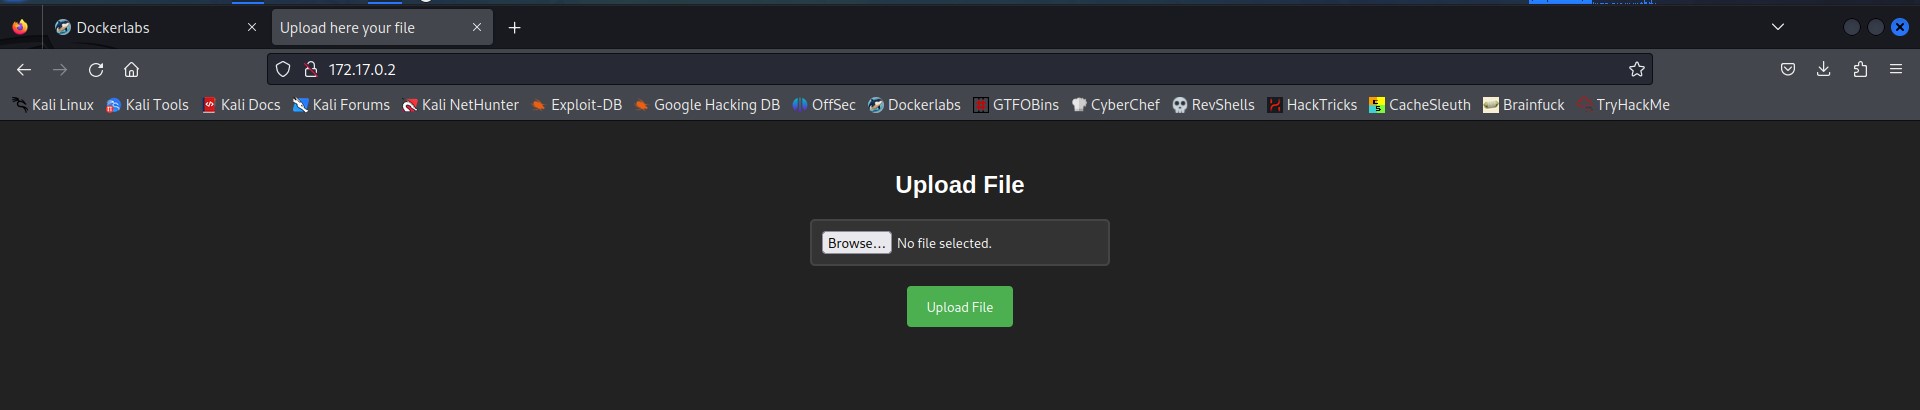 Dockerlabs Upload here your file
172.17.0.2
Kali Linux Kali Tools Kali Docs Kali Forums Kali NetHunter Exploit-DB Google Hacking DB OffSec Dockerlabs GTFOBins CyberChef RevShells HackTricks CacheSleuth Brainfuck TryHackMe
Upload File
Browse... No file selected.
Upload File